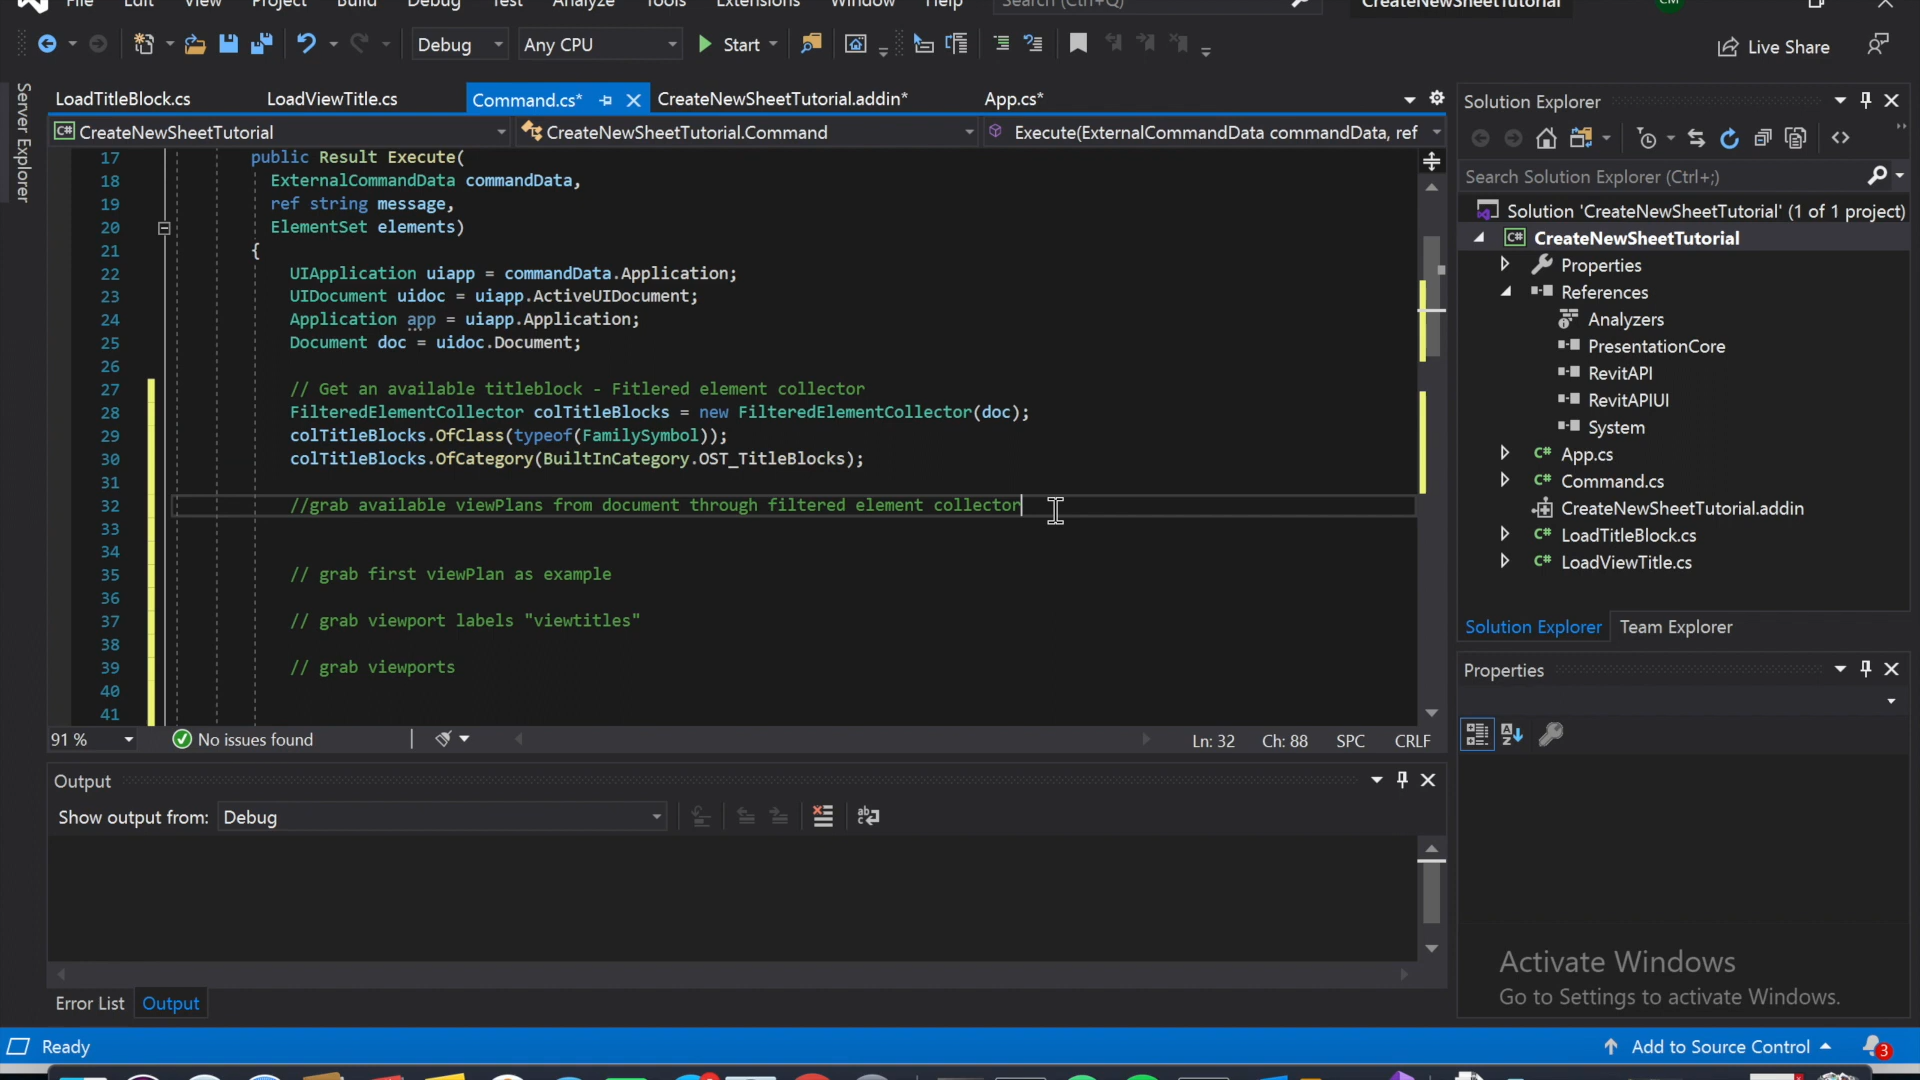 File Edit View Project Build Debug Test Analyze Tools Extensions Window Help Search (Ctrl+Q) CreateNewSheetTutorial CM
Debug Any CPU Start Live Share
Server Explorer
LoadTitleBlock.cs LoadViewTitle.cs Command.cs* CreateNewSheetTutorial.addin* App.cs*
CreateNewSheetTutorial CreateNewSheetTutorial.Command Execute(ExternalCommandData commandData, ref
17 public Result Execute(
18 ExternalCommandData commandData,
19 ref string message,
20 ElementSet elements)
21 {
22 UIApplication uiapp = commandData.Application;
23 UIDocument uidoc = uiapp.ActiveUIDocument;
24 Application app = uiapp.Application;
25 Document doc = uidoc.Document;
26
27 // Get an available titleblock - Fitlered element collector
28 FilteredElementCollector colTitleBlocks = new FilteredElementCollector(doc);
29 colTitleBlocks.OfClass(typeof(FamilySymbol));
30 colTitleBlocks.OfCategory(BuiltInCategory.OST_TitleBlocks);
31
32 //grab available viewPlans from document through filtered element collector
33
34
35 // grab first viewPlan as example
36
37 // grab viewport labels "viewtitles"
38
39 // grab viewports
40
41
91 % No issues found Ln: 32 Ch: 88 SPC CRLF
Output
Show output from: Debug
Error List Output
Solution Explorer
Search Solution Explorer (Ctrl+;)
Solution 'CreateNewSheetTutorial' (1 of 1 project)
C# CreateNewSheetTutorial
Properties
References
Analyzers
PresentationCore
RevitAPI
RevitAPIUI
System
C# App.cs
C# Command.cs
CreateNewSheetTutorial.addin
C# LoadTitleBlock.cs
C# LoadViewTitle.cs
Solution Explorer Team Explorer
Properties
Activate Windows
Go to Settings to activate Windows.
Ready Add to Source Control 3